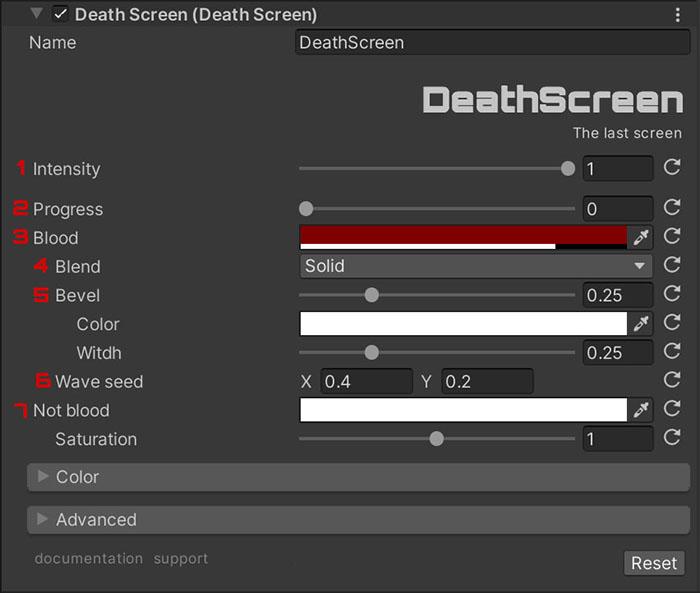 Death Screen (Death Screen)
Name DeathScreen
DeathScreen
The last screen
1 Intensity 1
2 Progress 0
3 Blood
4 Blend Solid
5 Bevel 0.25
Color
Witdh 0.25
6 Wave seed X 0.4 Y 0.2
7 Not blood
Saturation 1
Color
Advanced
documentation support Reset